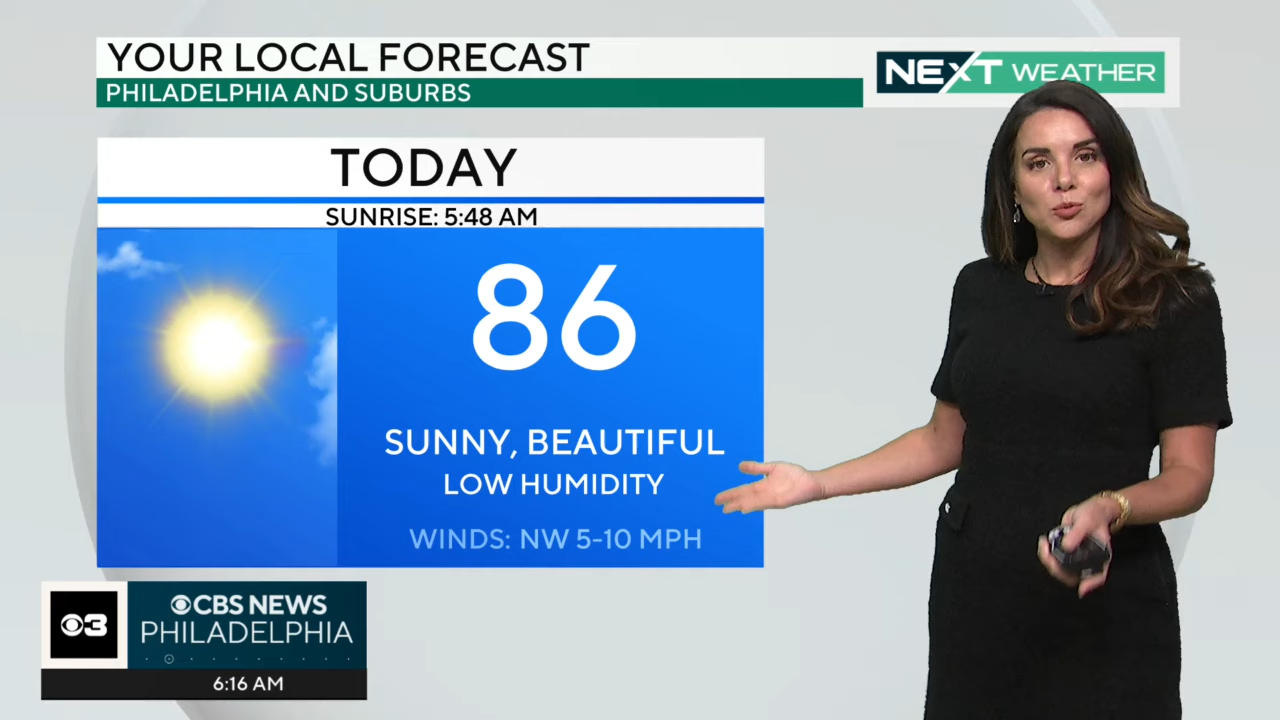 YOUR LOCAL FORECAST
PHILADELPHIA AND SUBURBS
NEXT WEATHER
TODAY
SUNRISE: 5:48 AM
86
SUNNY, BEAUTIFUL
LOW HUMIDITY
WINDS: NW 5-10 MPH
3
CBS NEWS
PHILADELPHIA
6:16 AM